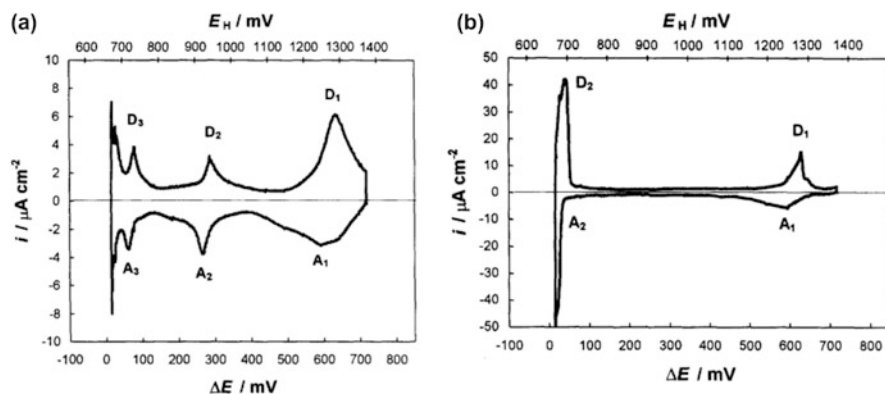 (a)
E_H / mV
600 700 800 900 1000 1100 1200 1300 1400
10
8
6
4
2
0
-2
-4
-6
-8
-10
i / μA cm⁻²
D₃
D₂
D₁
A₃
A₂
A₁
-100 0 100 200 300 400 500 600 700 800
ΔE / mV
(b)
E_H / mV
600 700 800 900 1000 1100 1200 1300 1400
50
40
30
20
10
0
-10
-20
-30
-40
-50
i / μA cm⁻²
D₂
D₁
A₂
A₁
-100 0 100 200 300 400 500 600 700 800
ΔE / mV